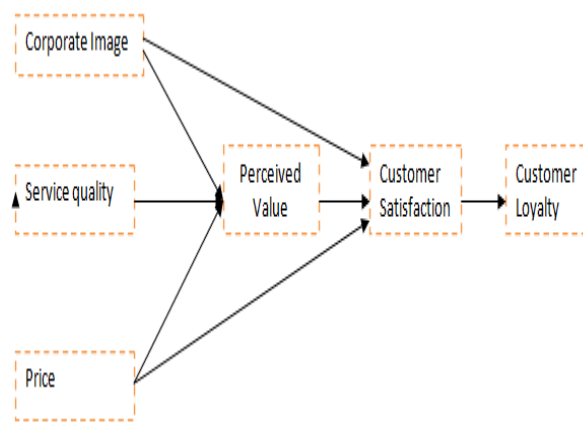 Corporate Image
Service quality
Perceived
Value
Customer
Satisfaction
Customer
Loyalty
Price